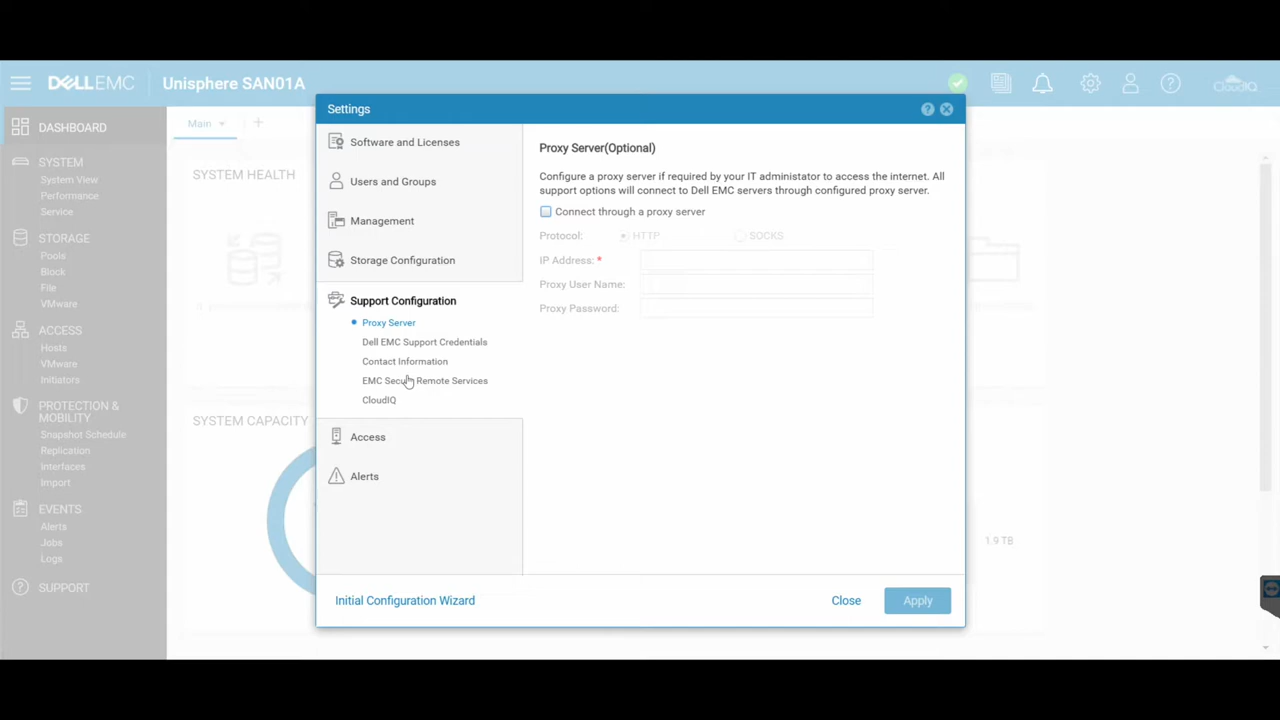 DELLEMC
Unisphere SAN01A
CloudIQ
DASHBOARD
SYSTEM
System View
Performance
Service
STORAGE
Pools
Block
File
VMware
ACCESS
Hosts
VMware
Initiators
PROTECTION &
MOBILITY
Snapshot Schedule
Replication
Interfaces
Import
EVENTS
Alerts
Jobs
Logs
SUPPORT
Main
SYSTEM HEALTH
SYSTEM CAPACITY
1.9 TB
Settings
Software and Licenses
Users and Groups
Management
Storage Configuration
Support Configuration
Proxy Server
Dell EMC Support Credentials
Contact Information
EMC Secure Remote Services
CloudIQ
Access
Alerts
Proxy Server(Optional)
Configure a proxy server if required by your IT administator to access the internet. All
support options will connect to Dell EMC servers through configured proxy server.
Connect through a proxy server
Protocol: HTTP SOCKS
IP Address: *
Proxy User Name:
Proxy Password:
Initial Configuration Wizard
Close
Apply